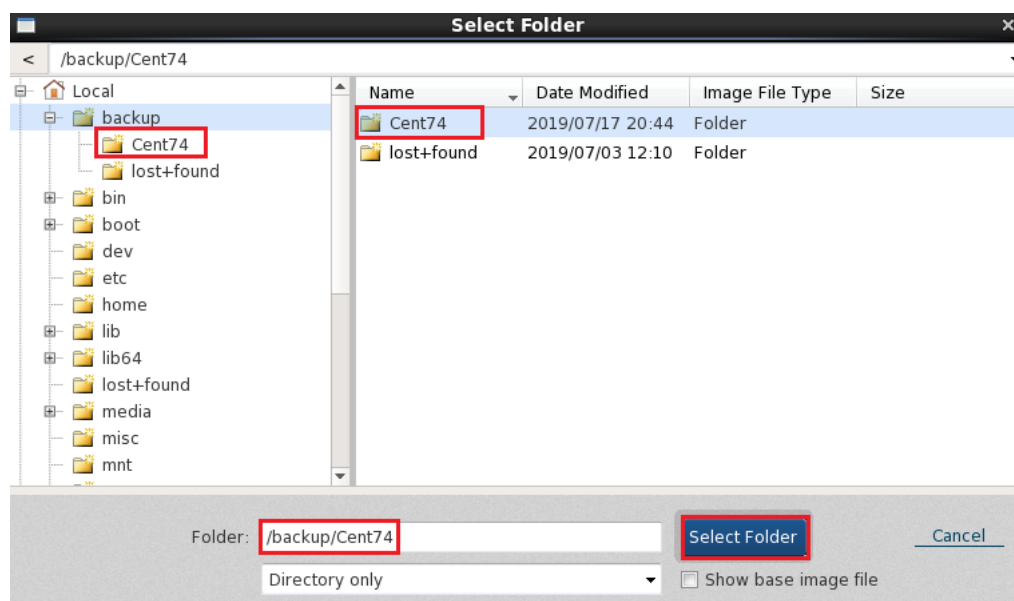 Select Folder
< /backup/Cent74
Local
backup
Cent74
lost+found
bin
boot
dev
etc
home
lib
lib64
lost+found
media
misc
mnt
Name Date Modified Image File Type Size
Cent74 2019/07/17 20:44 Folder
lost+found 2019/07/03 12:10 Folder
Folder: /backup/Cent74 Select Folder Cancel
Directory only Show base image file